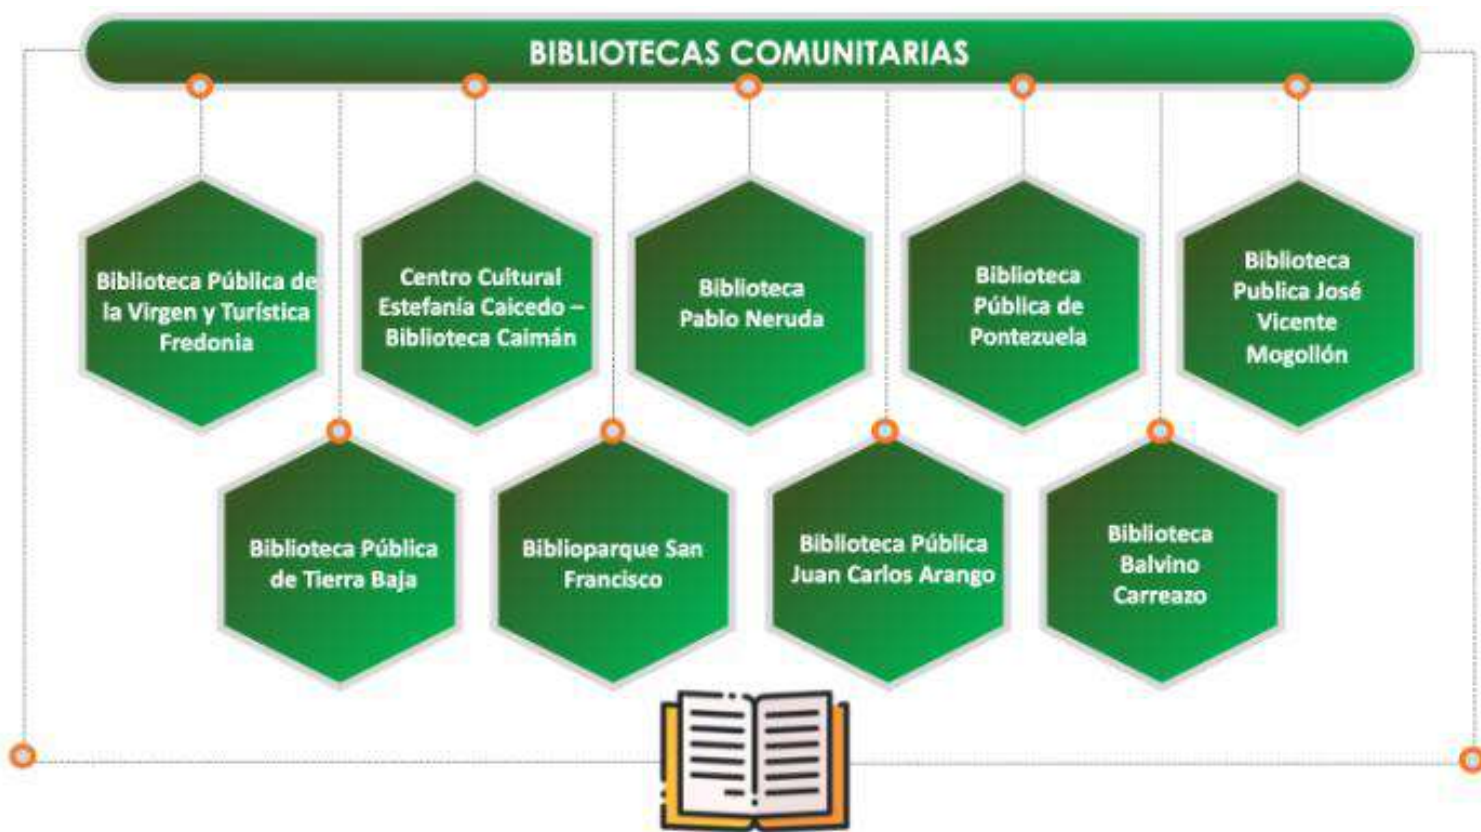 BIBLIOTECAS COMUNITARIAS
Biblioteca Pública de
la Virgen y Turística
Fredonia
Centro Cultural
Estefanía Caicedo –
Biblioteca Caimán
Biblioteca
Pablo Neruda
Biblioteca
Pública de
Pontezuela
Biblioteca
Publica José
Vicente
Mogollón
Biblioteca Pública
de Tierra Baja
Biblioparque San
Francisco
Biblioteca Pública
Juan Carlos Arango
Biblioteca
Balvino
Carreazo